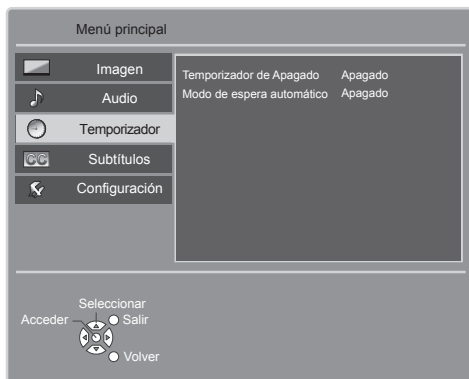 Menú principal
Imagen
Audio
Temporizador
CC Subtítulos
Configuración
Temporizador de Apagado Apagado
Modo de espera automático Apagado
Seleccionar
Acceder
Salir
Volver